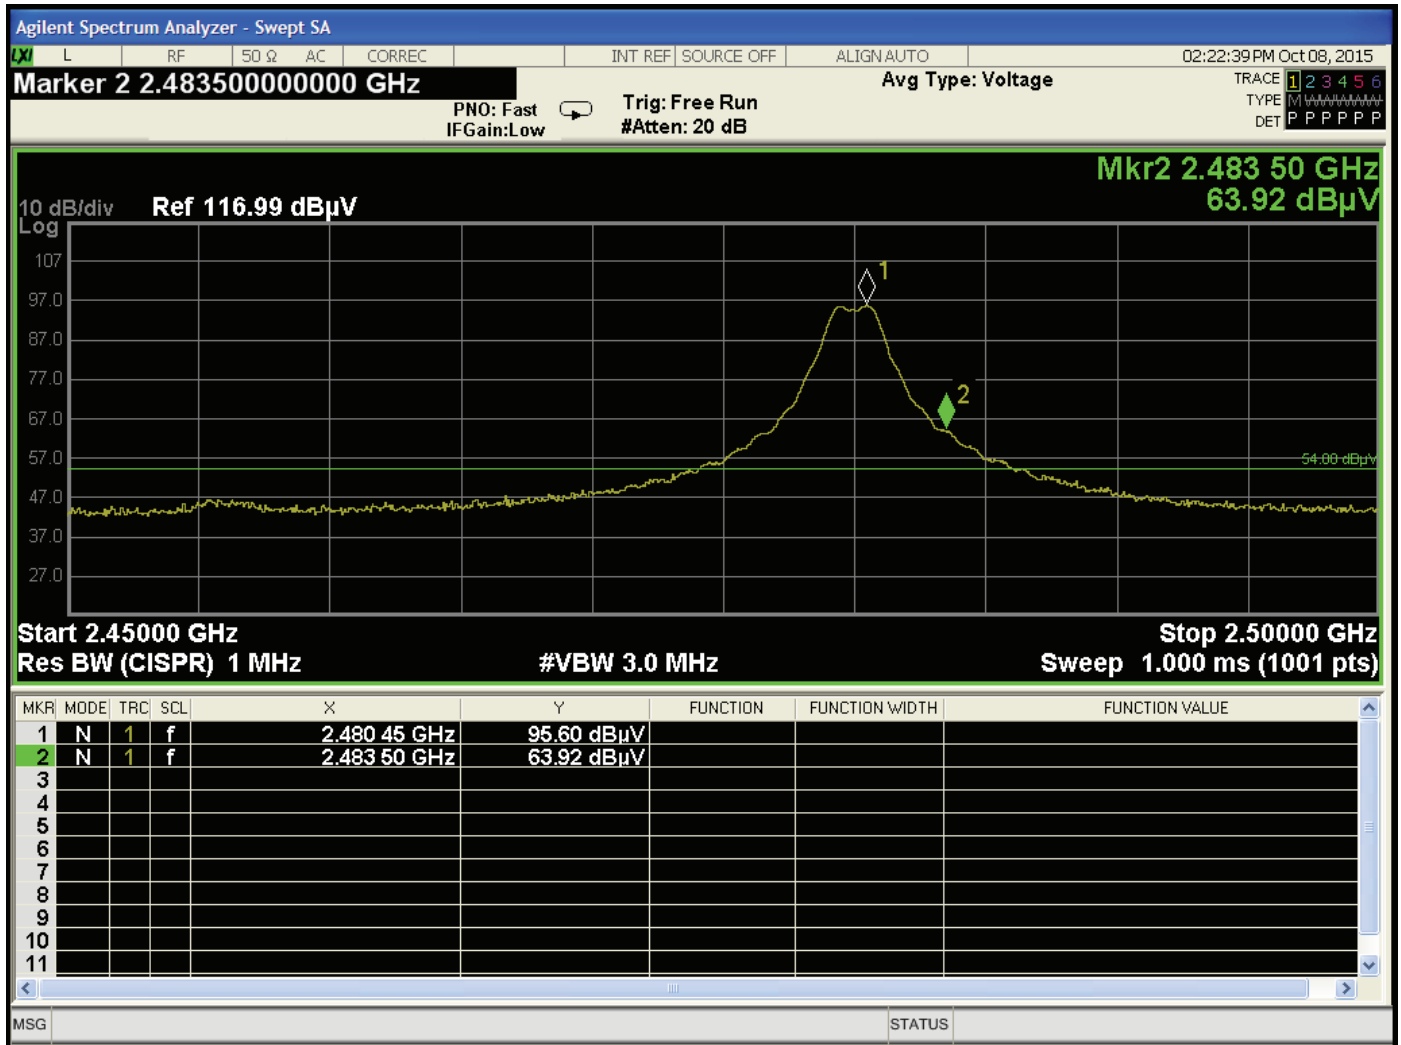 Agilent Spectrum Analyzer - Swept SA
LXI L RF 50 Ω AC CORREC INT REF SOURCE OFF ALIGN AUTO 02:22:39 PM Oct 08, 2015
Marker 2 2.483500000000 GHz
PNO: Fast
IFGain:Low
Trig: Free Run
#Atten: 20 dB
Avg Type: Voltage
TRACE 1 2 3 4 5 6
TYPE M
DET P P P P P P
Mkr2 2.483 50 GHz
63.92 dBµV
10 dB/div Ref 116.99 dBµV
Log
107
97.0
87.0
77.0
67.0
57.0
47.0
37.0
27.0
1
2
54.00 dBµV
Start 2.45000 GHz Stop 2.50000 GHz
Res BW (CISPR) 1 MHz #VBW 3.0 MHz Sweep 1.000 ms (1001 pts)
MKR MODE TRC SCL X Y FUNCTION FUNCTION WIDTH FUNCTION VALUE
1 N 1 f 2.480 45 GHz 95.60 dBµV
2 N 1 f 2.483 50 GHz 63.92 dBµV
3
4
5
6
7
8
9
10
11
MSG STATUS